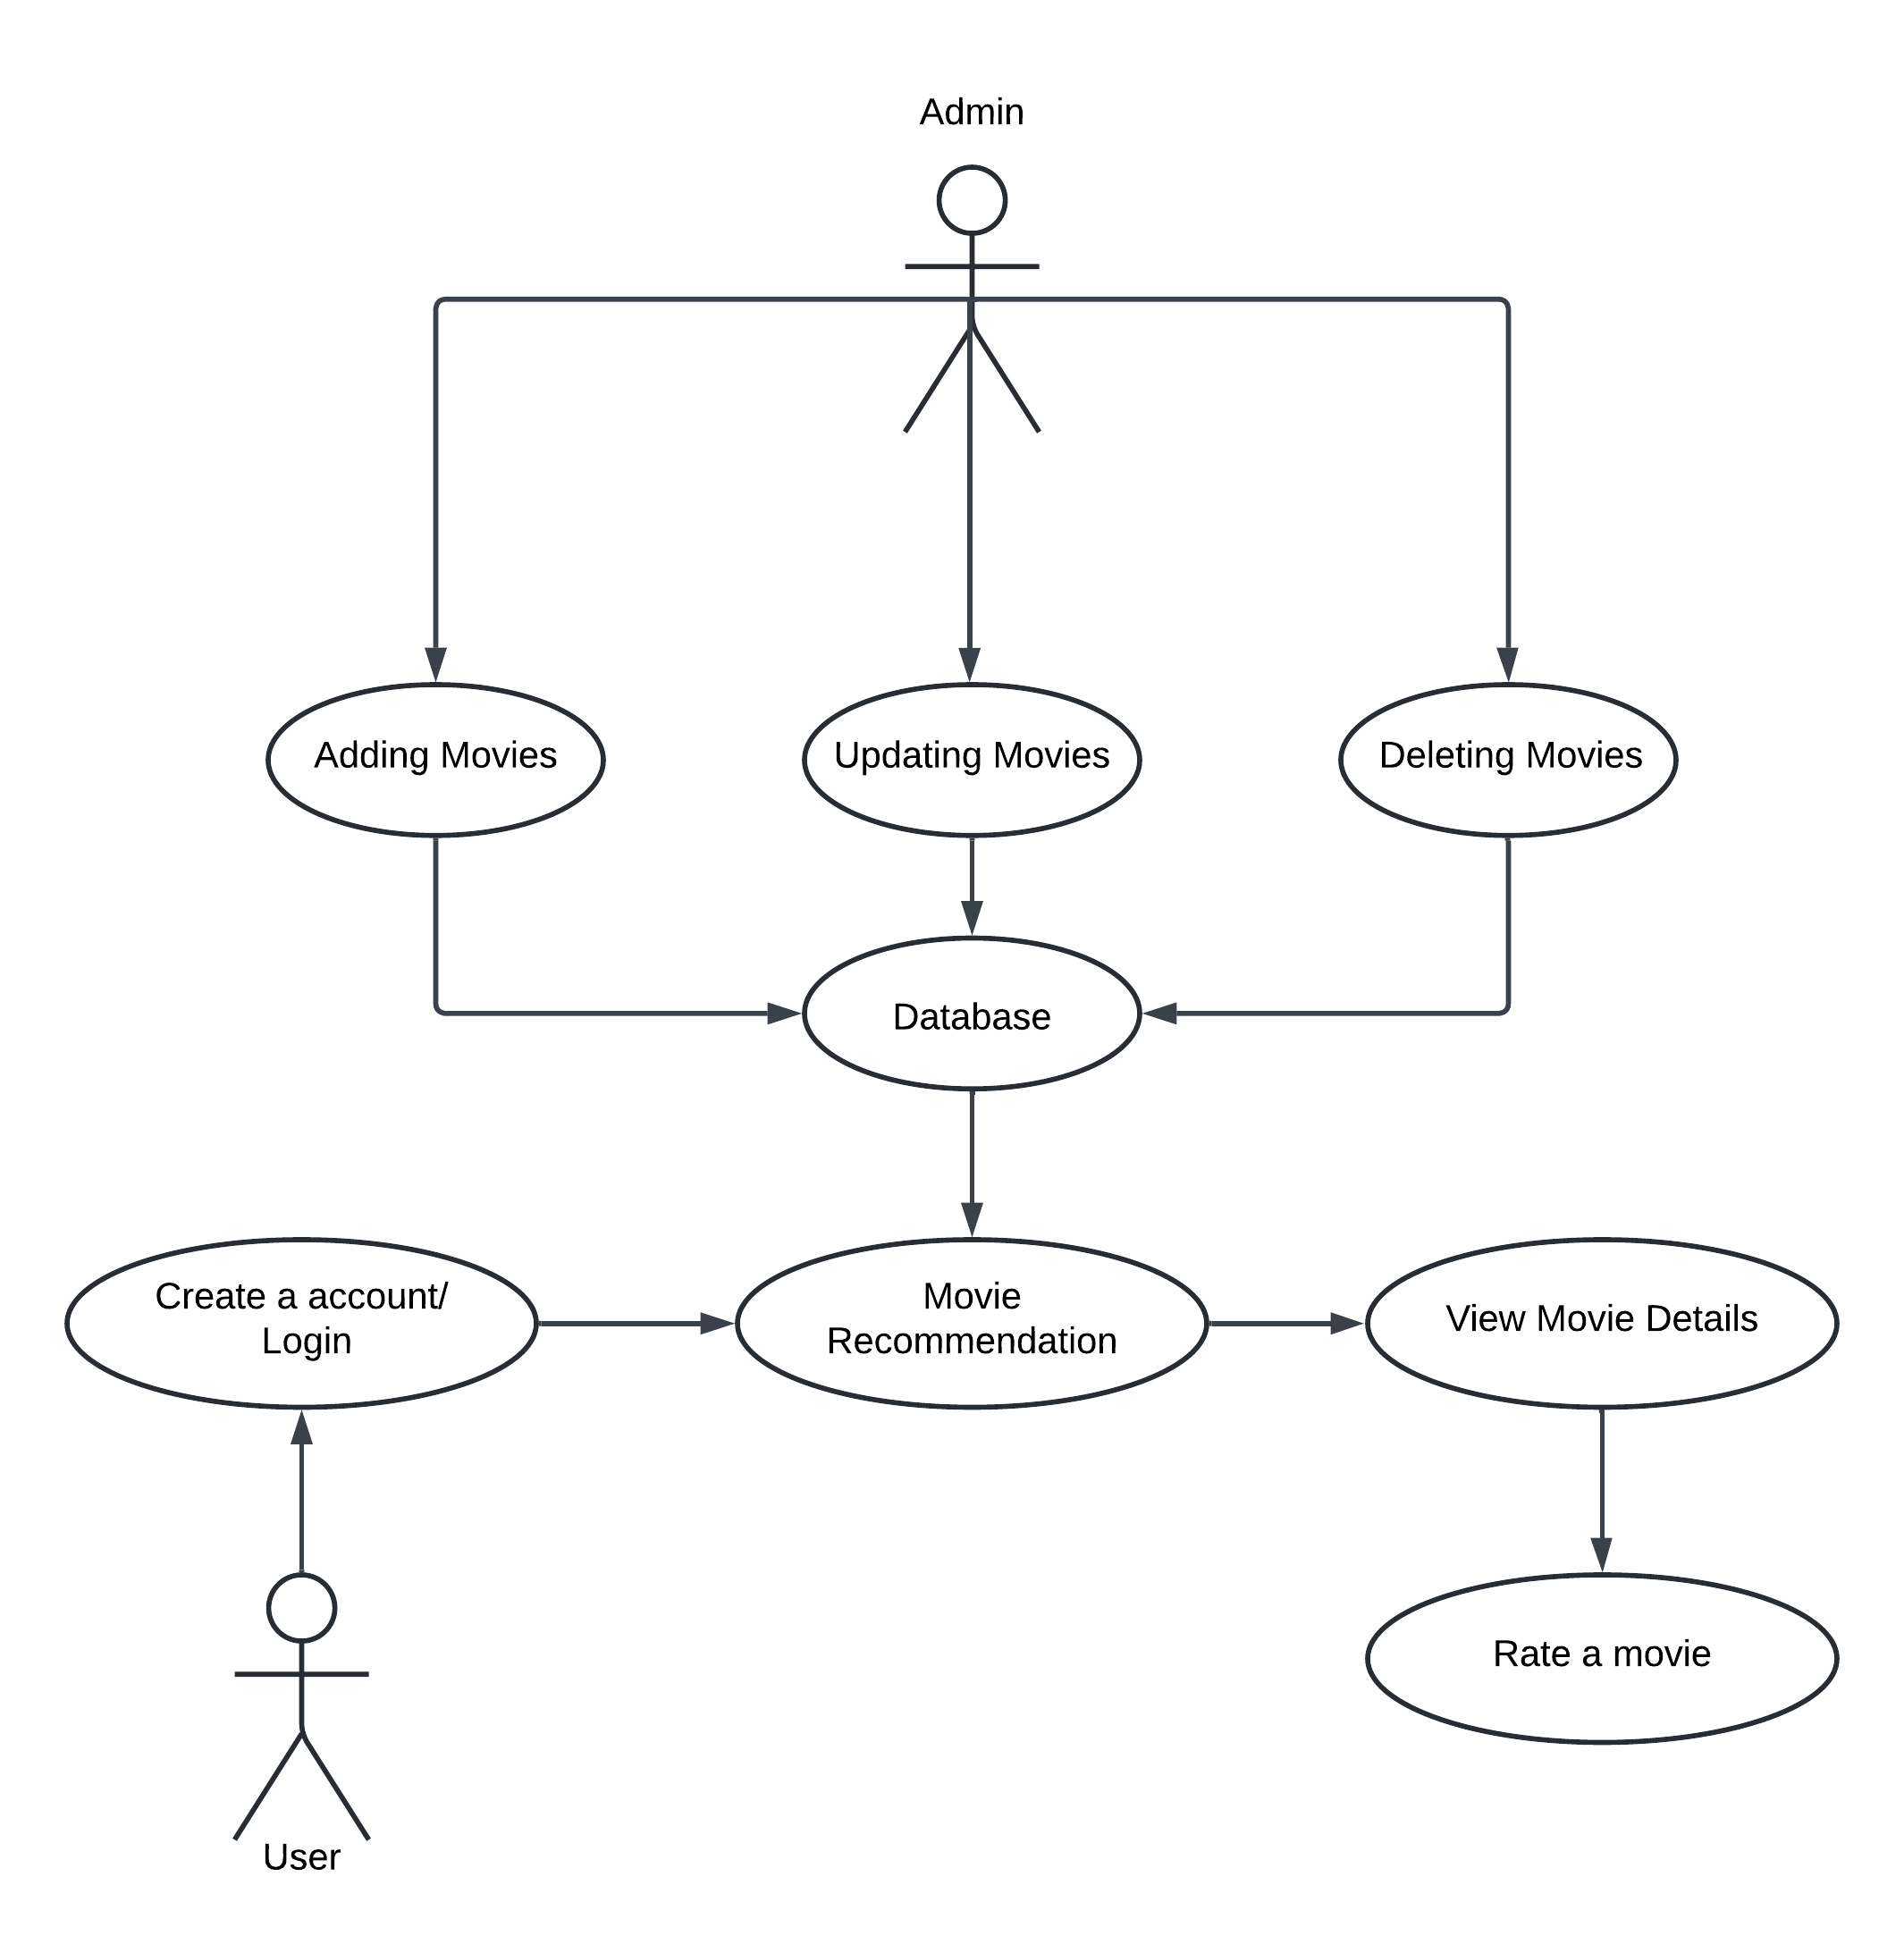 Admin
Adding Movies
Updating Movies
Deleting Movies
Database
Create a account/
Login
Movie
Recommendation
View Movie Details
Rate a movie
User